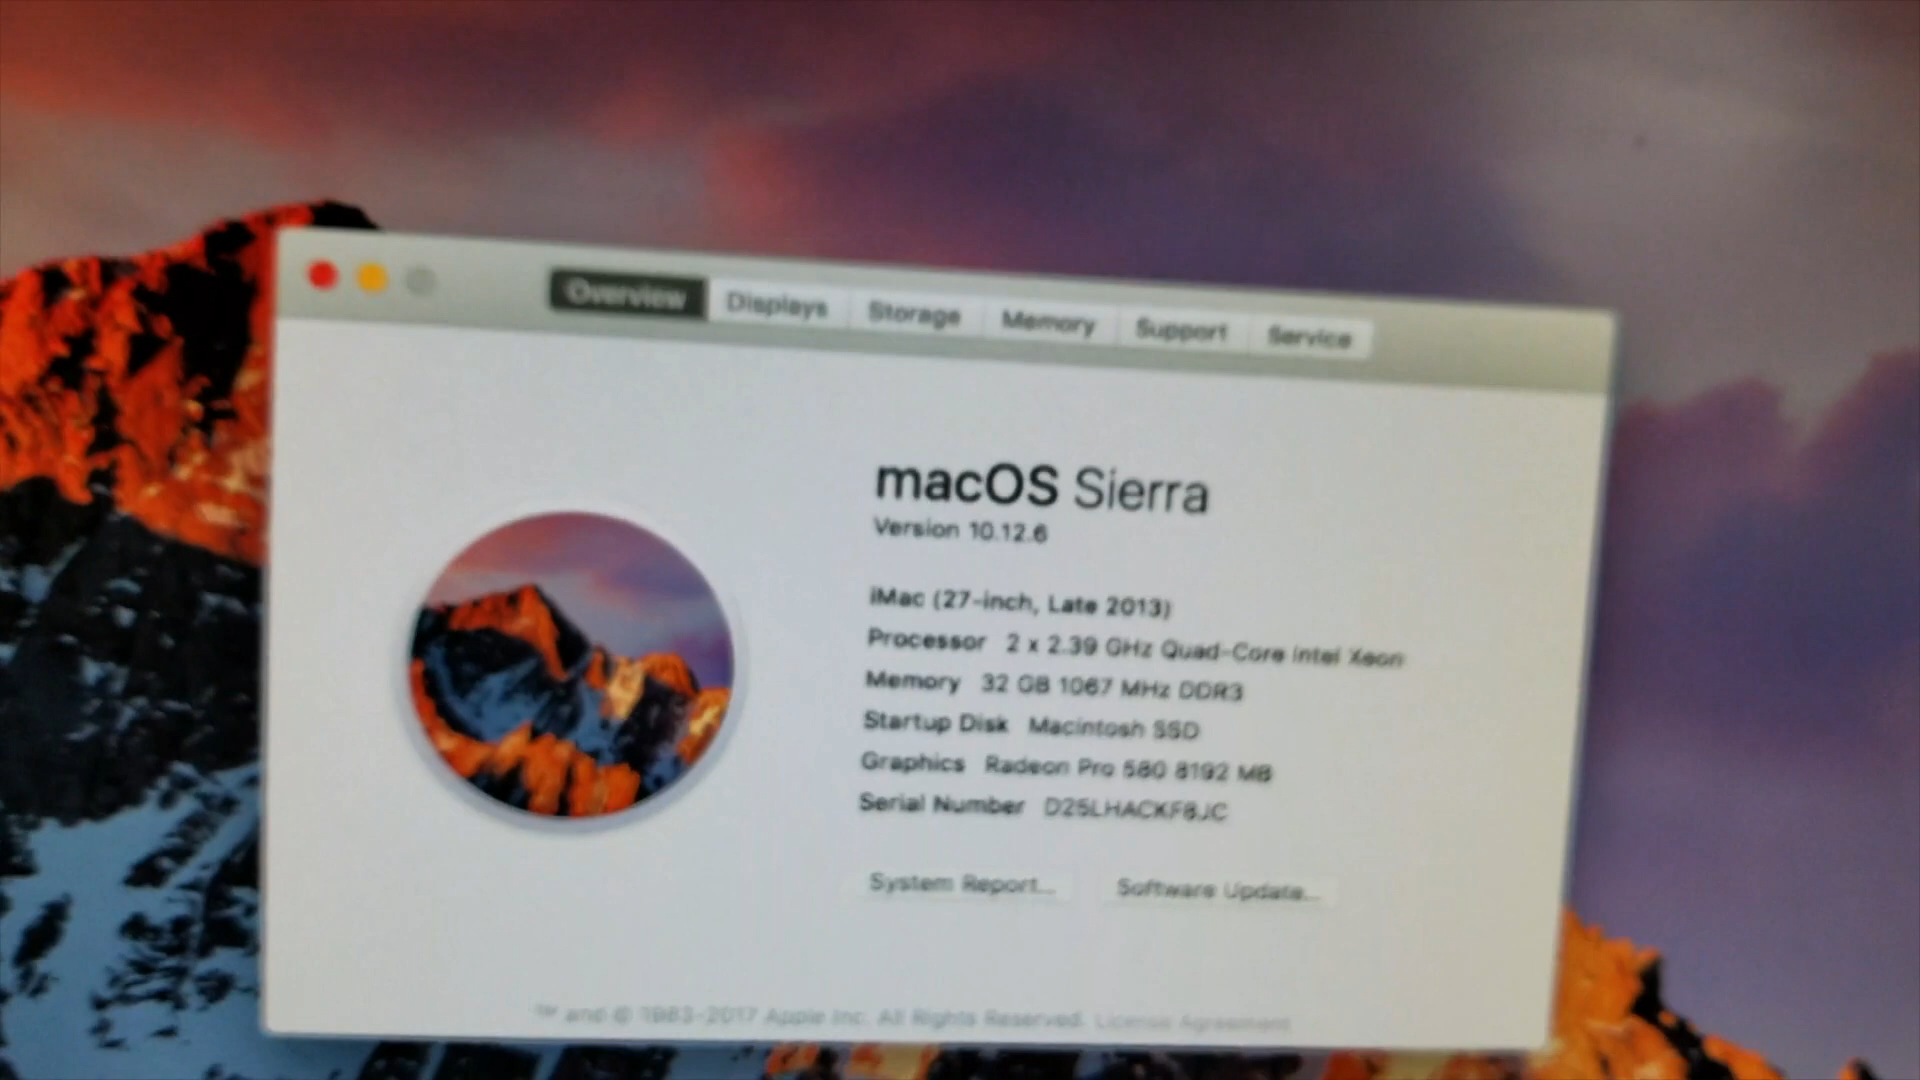 Overview Displays Storage Memory Support Service
macOS Sierra
Version 10.12.6
iMac (27-inch, Late 2013)
Processor 2 x 2.39 GHz Quad-Core Intel Xeon
Memory 32 GB 1067 MHz DDR3
Startup Disk Macintosh SSD
Graphics Radeon Pro 580 8192 MB
Serial Number D25LHACKF8JC
System Report... Software Update...
™ and © 1983-2017 Apple Inc. All Rights Reserved. License Agreement